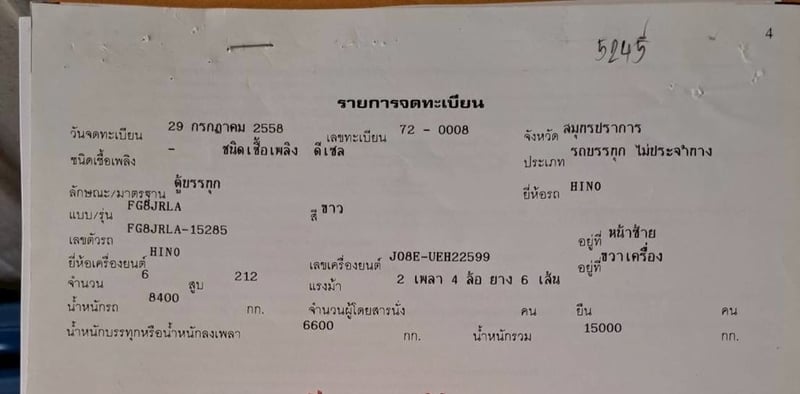 4
5245
รายการจดทะเบียน
วันจดทะเบียน 29 กรกฎาคม 2558 เลขทะเบียน 72 - 0008 จังหวัด สมุทรปราการ
ชนิดเชื้อเพลิง - ชนิดเชื้อเพลิง ดีเซล ประเภท รถบรรทุก ไม่ประจำทาง
ลักษณะ/มาตรฐาน ตู้บรรทุก ยี่ห้อรถ HINO
แบบ/รุ่น FG8JRLA สี ขาว
เลขตัวรถ FG8JRLA-15285 อยู่ที่ หน้าซ้าย
ยี่ห้อเครื่องยนต์ HINO เลขเครื่องยนต์ J08E-UEH22599 อยู่ที่ ขวาเครื่อง
จำนวน 6 สูบ 212 แรงม้า 2 เพลา 4 ล้อ ยาง 6 เส้น
น้ำหนักรถ 8400 กก. จำนวนผู้โดยสารนั่ง คน ยืน คน
น้ำหนักบรรทุกหรือน้ำหนักลงเพลา 6600 กก. น้ำหนักรวม 15000 กก.